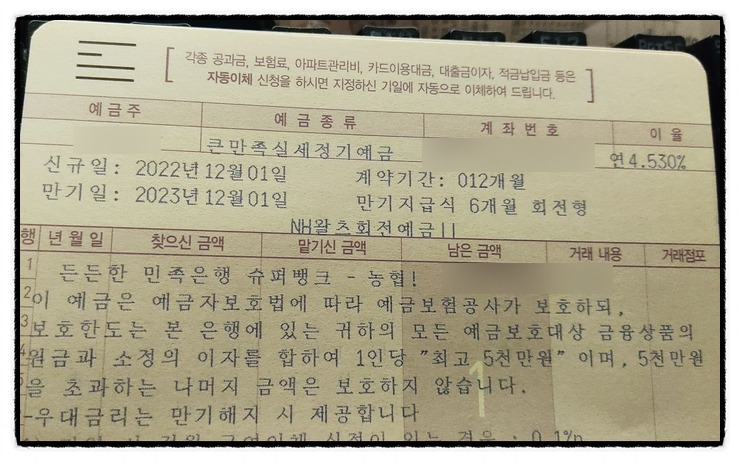 각종 공과금, 보험료, 아파트관리비, 카드이용대금, 대출금이자, 적금납입금 등은
자동이체 신청을 하시면 지정하신 기일에 자동으로 이체하여 드립니다.
예금주 예금종류 계좌번호 이율
큰만족실세정기예금 연4.530%
신규일: 2022년12월01일 계약기간: 012개월
만기일: 2023년12월01일 만기지급식 6개월 회전형
NH왈츠회전예금II
행 년월일 찾으신 금액 맡기신 금액 남은 금액 거래 내용 거래점포
1 든든한 민족은행 슈퍼뱅크 - 농협!
2 이 예금은 예금자보호법에 따라 예금보험공사가 보호하되,
3 보호한도는 본 은행에 있는 귀하의 모든 예금보호대상 금융상품의
4 원금과 소정의 이자를 합하여 1인당 "최고 5천만원" 이며, 5천만원
을 초과하는 나머지 금액은 보호하지 않습니다.
1
-우대금리는 만기해지 시 제공합니다